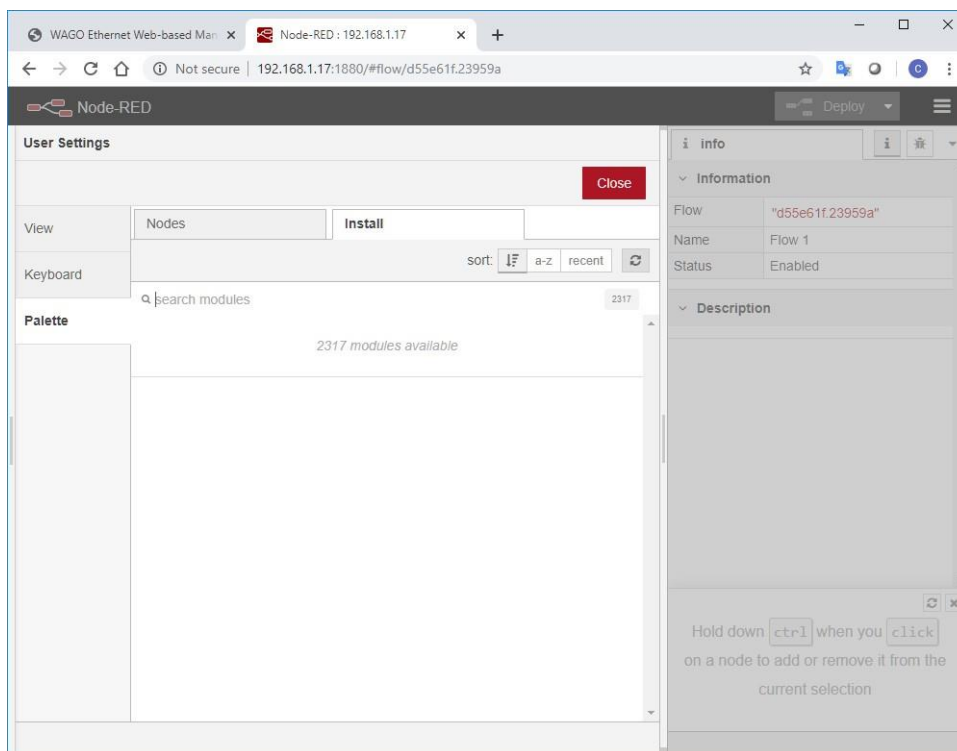 WAGO Ethernet Web-based Man
Node-RED : 192.168.1.17
Not secure | 192.168.1.17:1880/#flow/d55e61f.23959a
C
Node-RED
Deploy
User Settings
Close
View
Keyboard
Palette
Nodes
Install
sort: a-z recent
search modules
2317
2317 modules available
i info
i
Information
Flow "d55e61f.23959a"
Name Flow 1
Status Enabled
Description
Hold down ctrl when you click
on a node to add or remove it from the
current selection